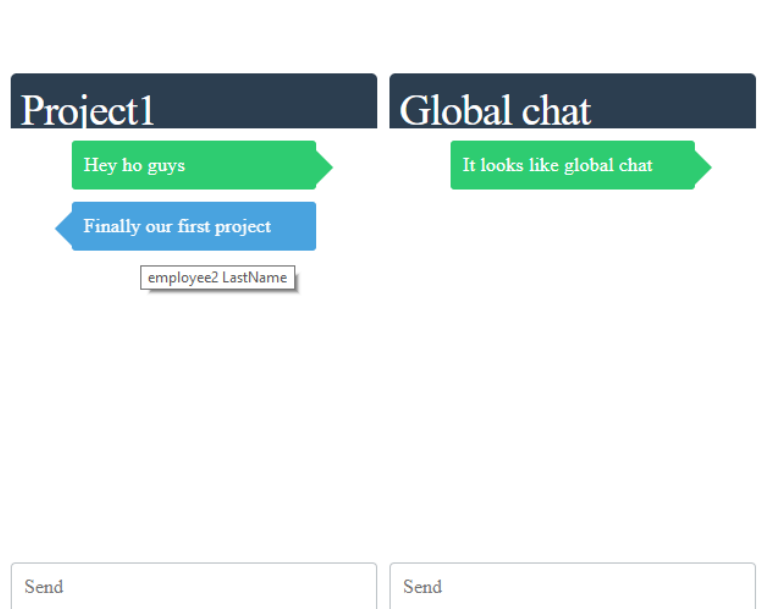 Project1
Hey ho guys
Finally our first project
employee2 LastName
Send
Global chat
It looks like global chat
Send